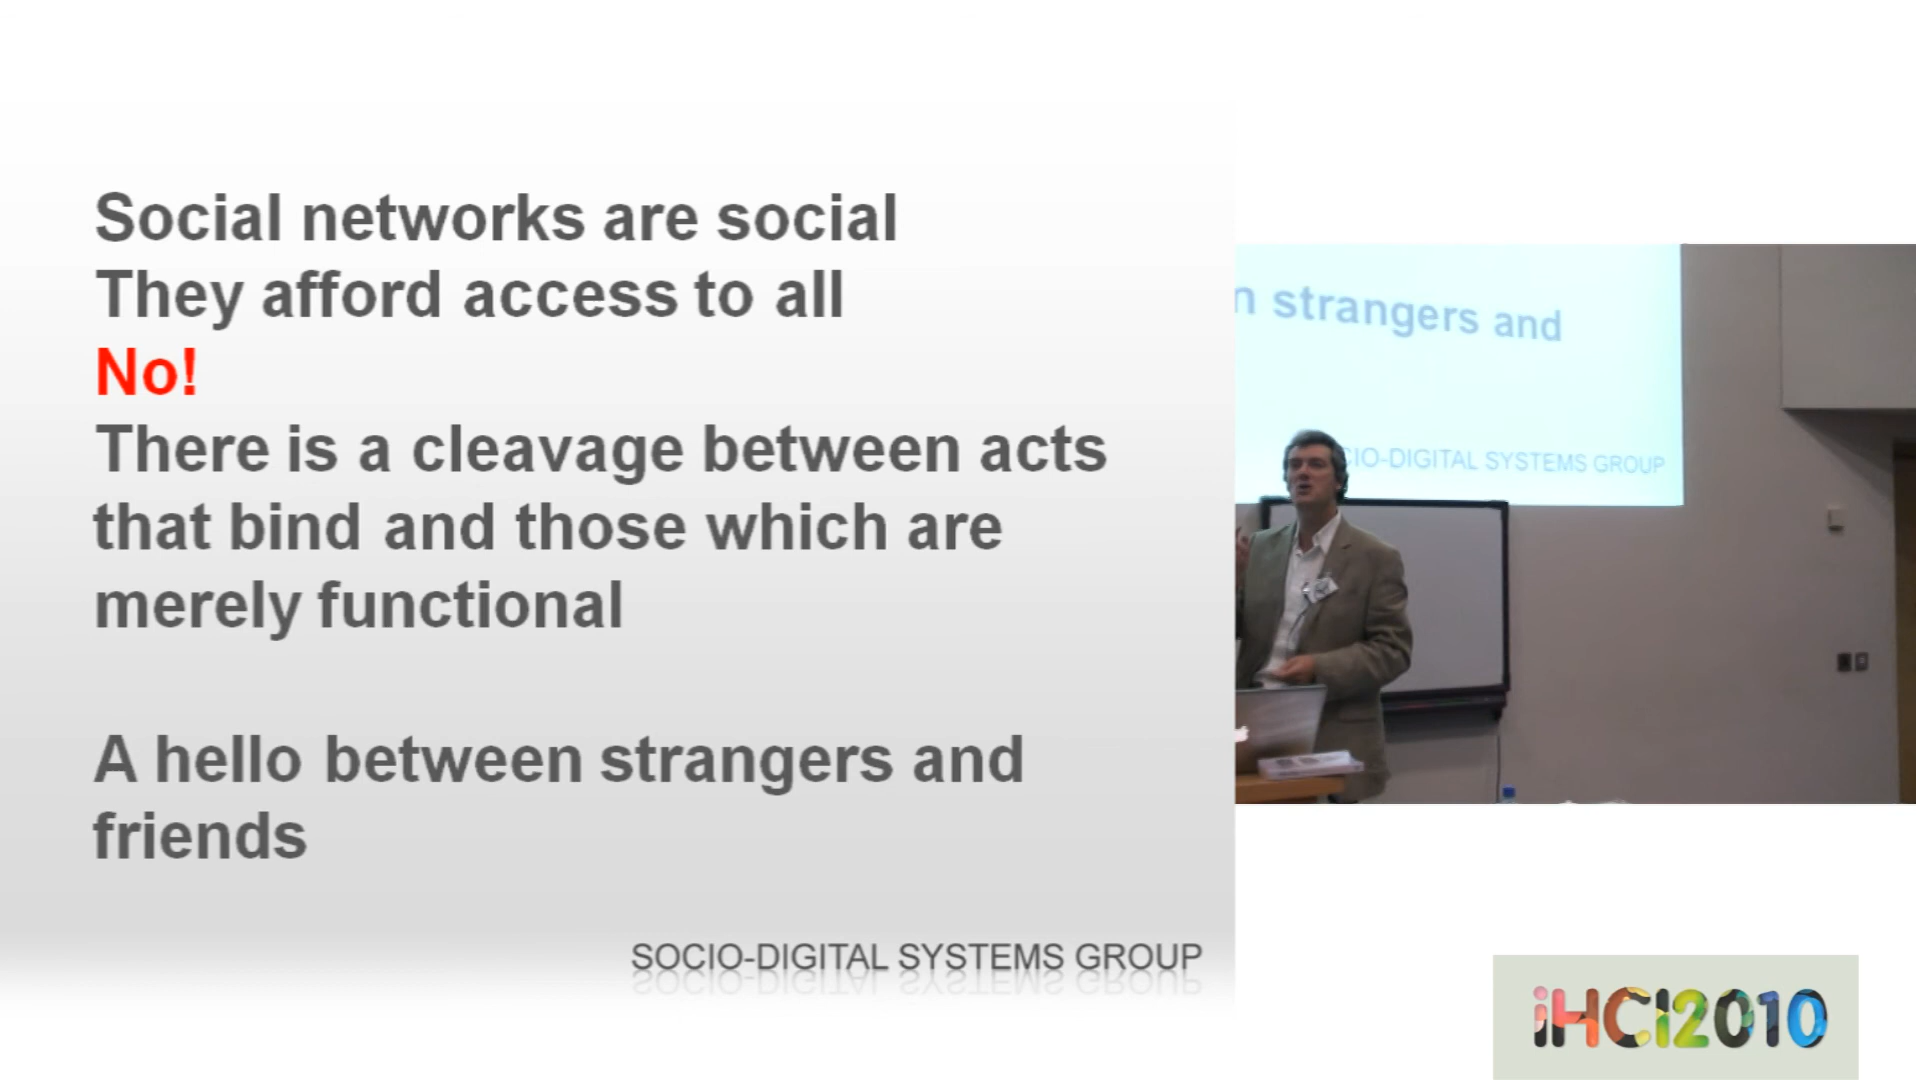 Social networks are social
They afford access to all
No!
There is a cleavage between acts
that bind and those which are
merely functional
A hello between strangers and
friends
SOCIO-DIGITAL SYSTEMS GROUP
n strangers and
CIO-DIGITAL SYSTEMS GROUP
iHCI2010